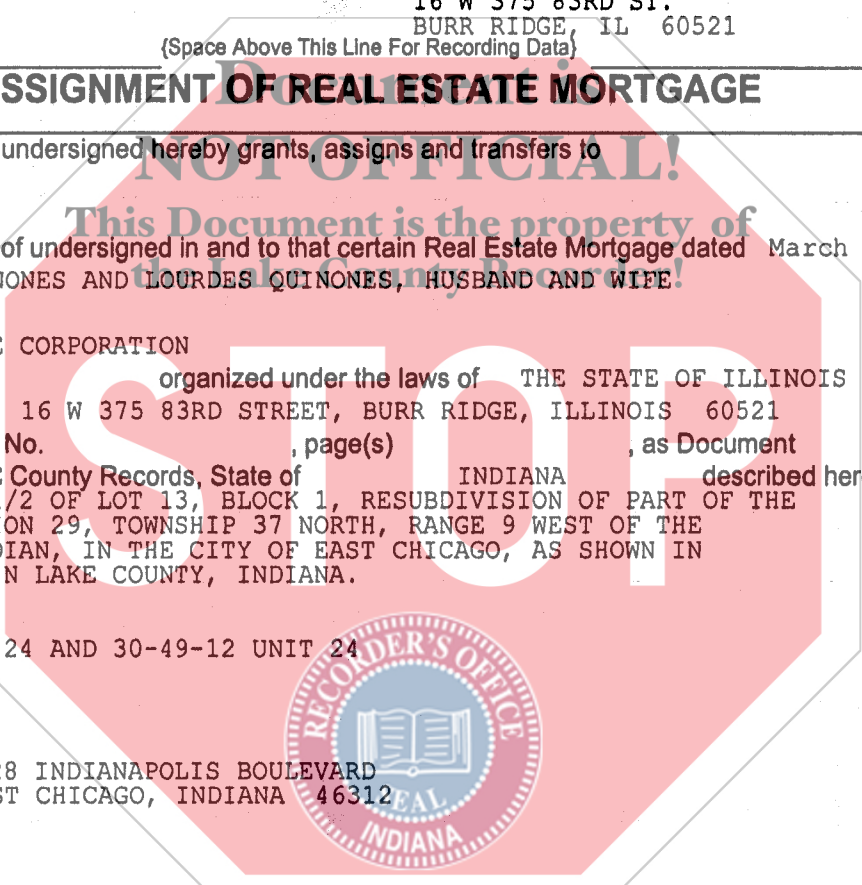 16 W 375 83RD ST.
BURR RIDGE, IL 60521
{Space Above This Line For Recording Data}
Document is
SSIGNMENT OF REAL ESTATE MORTGAGE
undersigned hereby grants, assigns and transfers to
NOT OFFICIAL!
This Document is the property of
of undersigned in and to that certain Real Estate Mortgage dated March
the Lake County Recorder!
NONES AND LOURDES QUINONES, HUSBAND AND WIFE
C CORPORATION
organized under the laws of THE STATE OF ILLINOIS
16 W 375 83RD STREET, BURR RIDGE, ILLINOIS 60521
No. , page(s) , as Document
County Records, State of INDIANA described her
/2 OF LOT 13, BLOCK 1, RESUBDIVISION OF PART OF THE
ON 29, TOWNSHIP 37 NORTH, RANGE 9 WEST OF THE
DIAN, IN THE CITY OF EAST CHICAGO, AS SHOWN IN
N LAKE COUNTY, INDIANA.
STOP
24 AND 30-49-12 UNIT 24
RECORDER'S OFFICE
SEAL
INDIANA
28 INDIANAPOLIS BOULEVARD
ST CHICAGO, INDIANA 46312